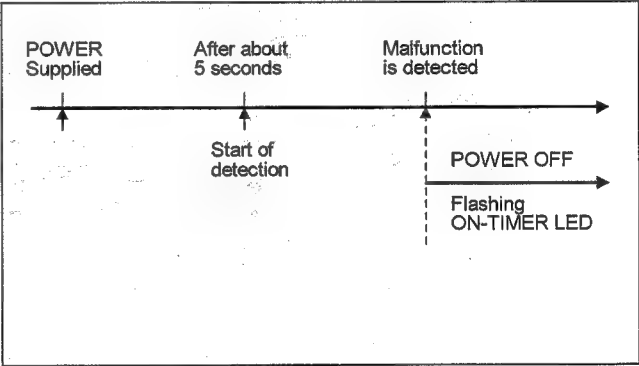 POWER
Supplied
After about
5 seconds
Malfunction
is detected
Start of
detection
POWER OFF
Flashing
ON-TIMER LED